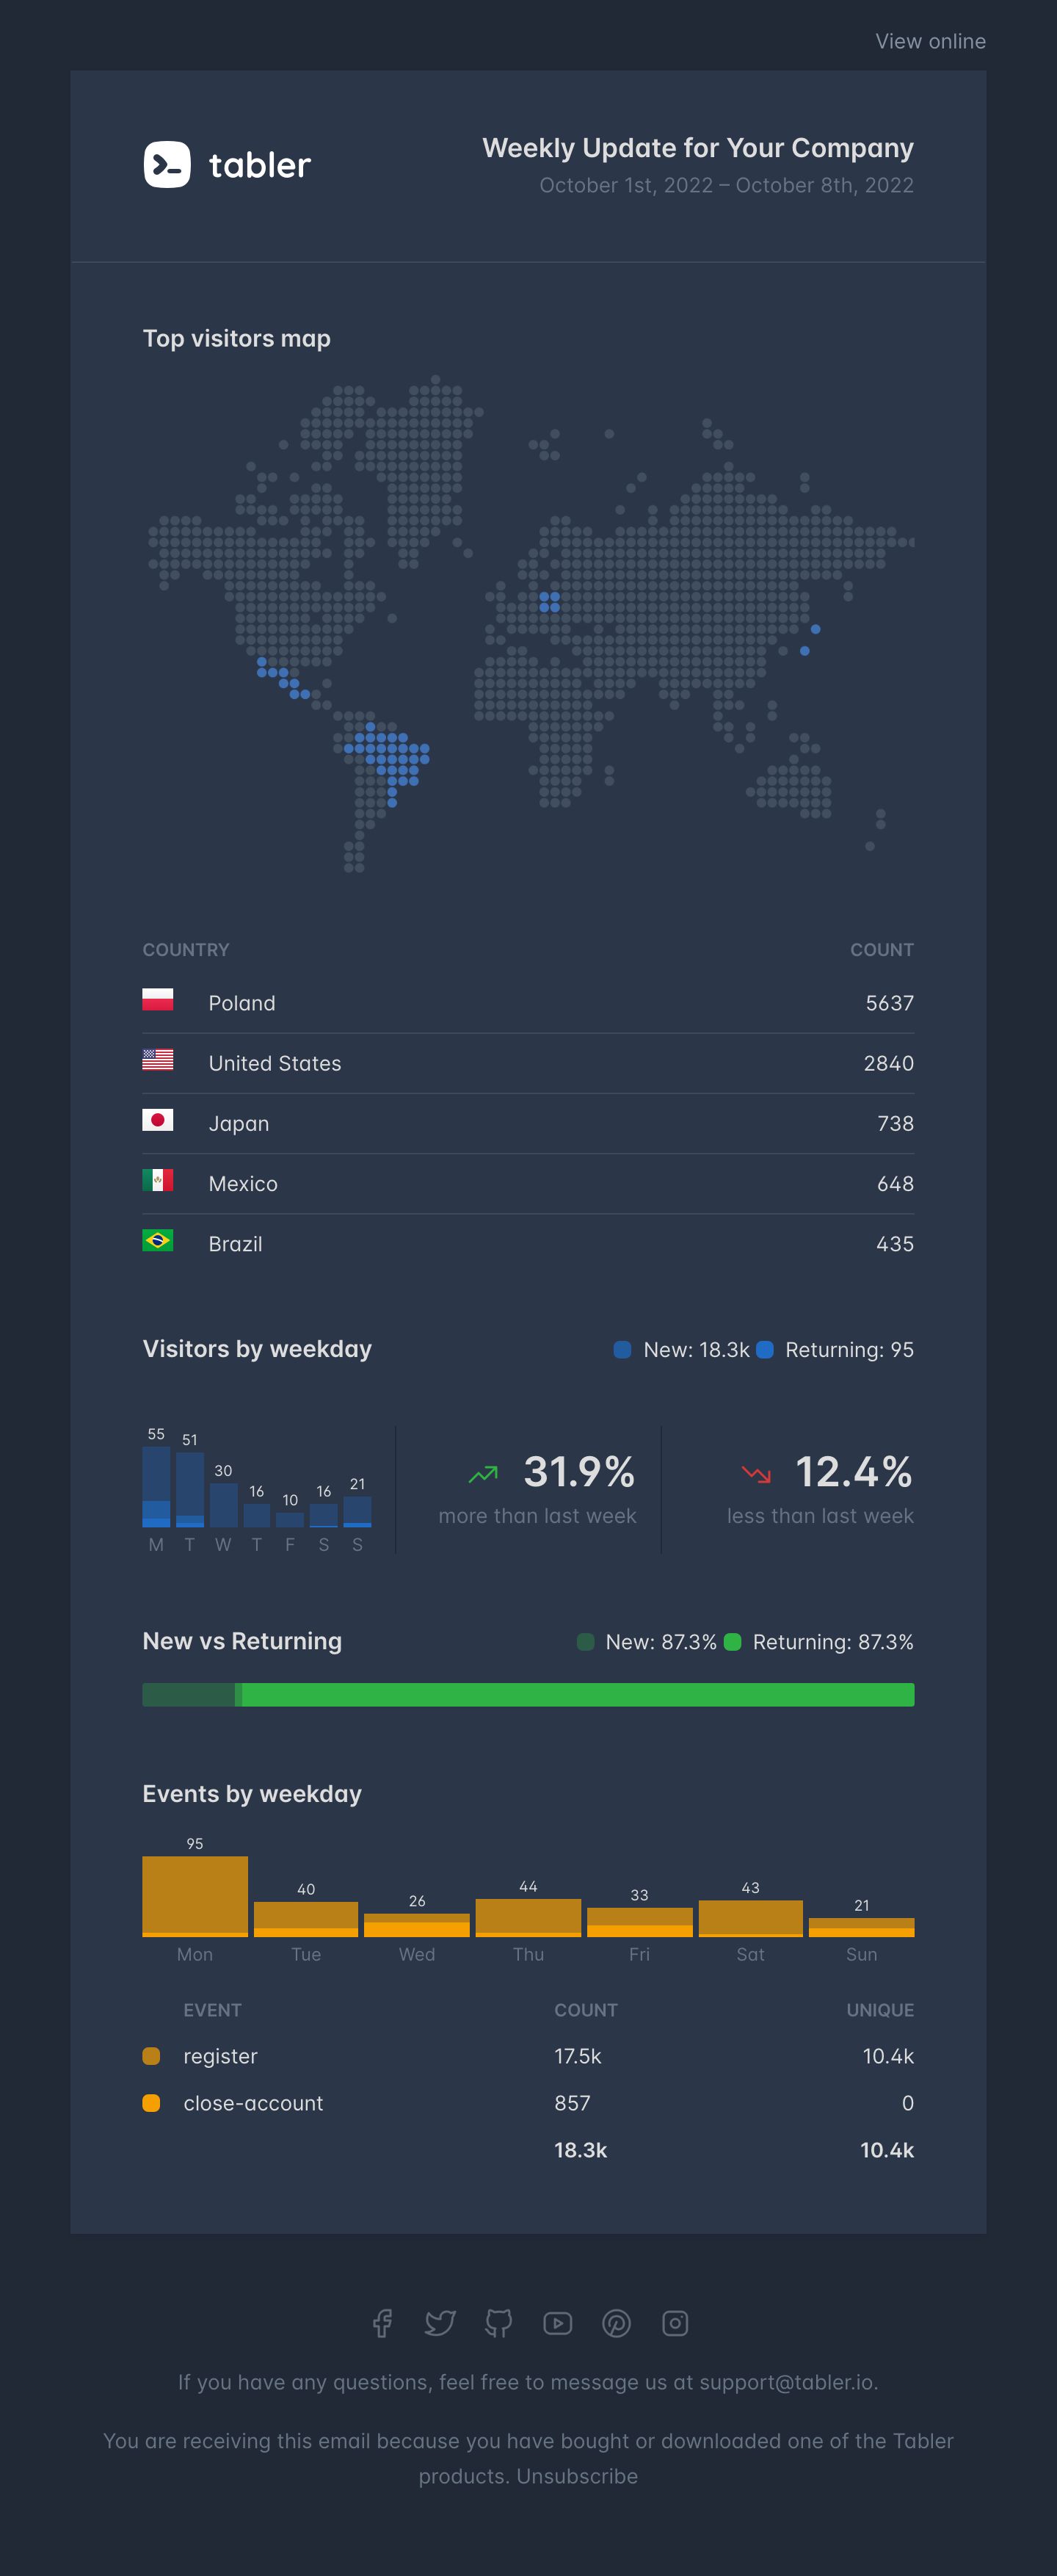 View online
tabler
Weekly Update for Your Company
October 1st, 2022 – October 8th, 2022
Top visitors map
COUNTRY COUNT
Poland 5637
United States 2840
Japan 738
Mexico 648
Brazil 435
Visitors by weekday New: 18.3k Returning: 95
55 51 30 16 10 16 21
M T W T F S S
31.9%
more than last week
12.4%
less than last week
New vs Returning New: 87.3% Returning: 87.3%
Events by weekday
95 40 26 44 33 43 21
Mon Tue Wed Thu Fri Sat Sun
EVENT COUNT UNIQUE
register 17.5k 10.4k
close-account 857 0
18.3k 10.4k
If you have any questions, feel free to message us at support@tabler.io.
You are receiving this email because you have bought or downloaded one of the Tabler
products. Unsubscribe